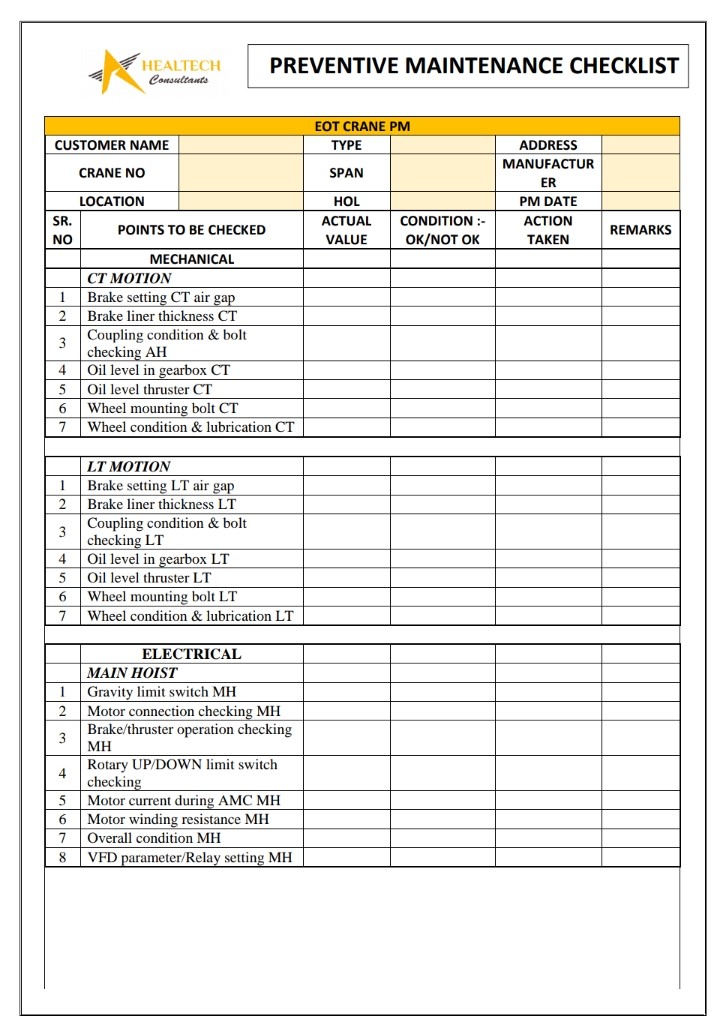 HEALTECH
Consultants
PREVENTIVE MAINTENANCE CHECKLIST
EOT CRANE PM
CUSTOMER NAME TYPE ADDRESS
CRANE NO SPAN MANUFACTUR
ER
LOCATION HOL PM DATE
SR.
NO POINTS TO BE CHECKED ACTUAL
VALUE CONDITION :-
OK/NOT OK ACTION
TAKEN REMARKS
MECHANICAL
CT MOTION
1 Brake setting CT air gap
2 Brake liner thickness CT
3 Coupling condition & bolt
checking AH
4 Oil level in gearbox CT
5 Oil level thruster CT
6 Wheel mounting bolt CT
7 Wheel condition & lubrication CT
LT MOTION
1 Brake setting LT air gap
2 Brake liner thickness LT
3 Coupling condition & bolt
checking LT
4 Oil level in gearbox LT
5 Oil level thruster LT
6 Wheel mounting bolt LT
7 Wheel condition & lubrication LT
ELECTRICAL
MAIN HOIST
1 Gravity limit switch MH
2 Motor connection checking MH
3 Brake/thruster operation checking
MH
4 Rotary UP/DOWN limit switch
checking
5 Motor current during AMC MH
6 Motor winding resistance MH
7 Overall condition MH
8 VFD parameter/Relay setting MH